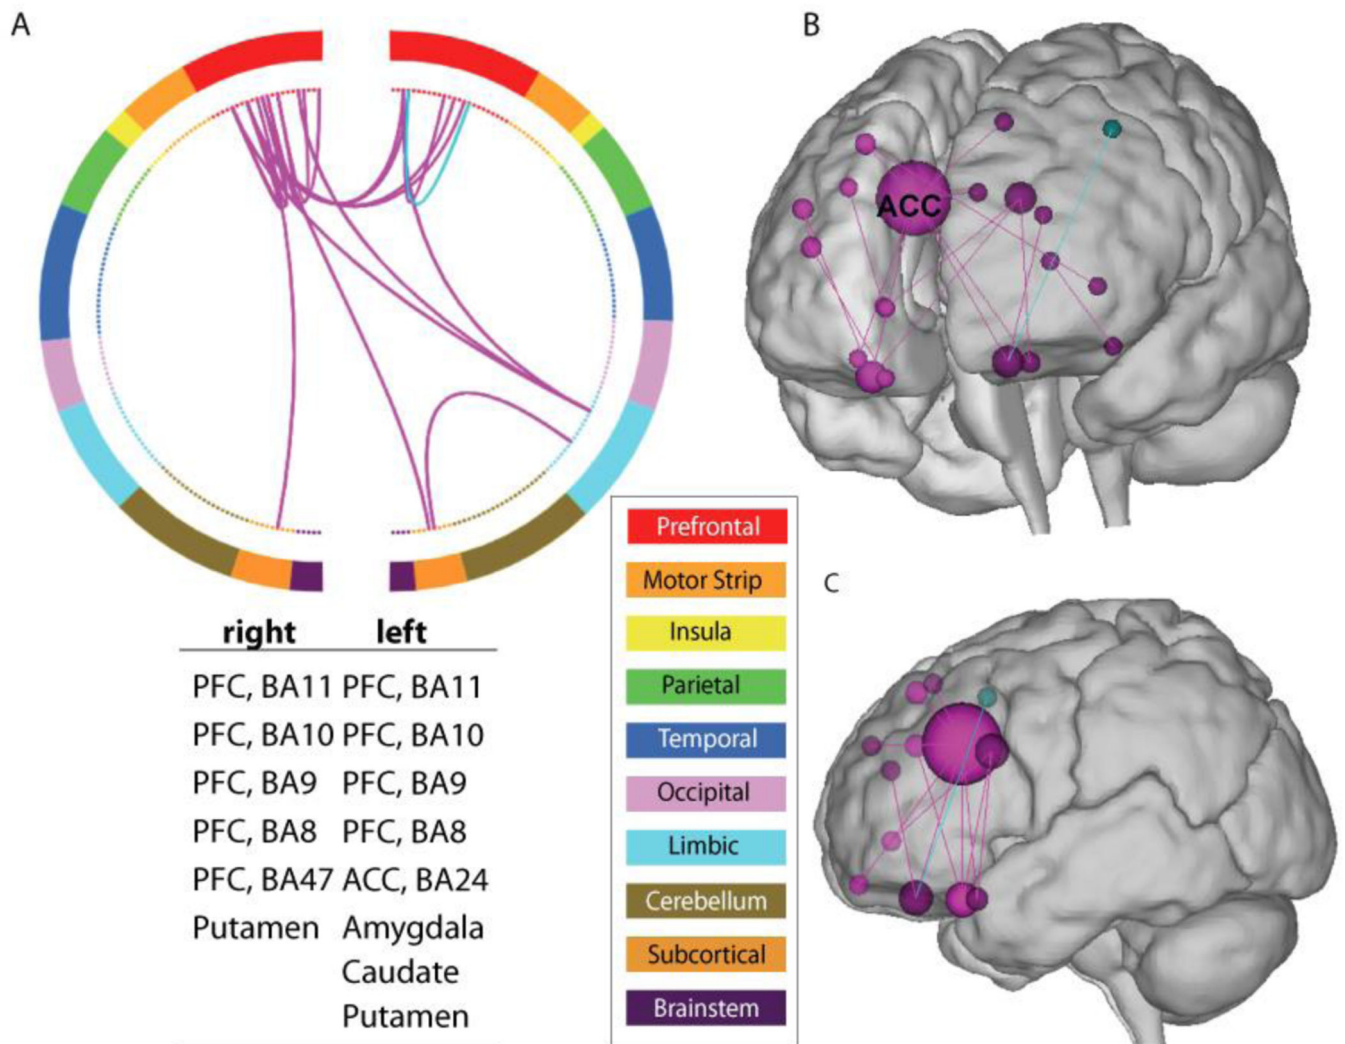 A
B
ACC
Prefrontal
Motor Strip
Insula
Parietal
Temporal
Occipital
Limbic
Cerebellum
Subcortical
Brainstem
C
right left
PFC, BA11 PFC, BA11
PFC, BA10 PFC, BA10
PFC, BA9 PFC, BA9
PFC, BA8 PFC, BA8
PFC, BA47 ACC, BA24
Putamen Amygdala
Caudate
Putamen